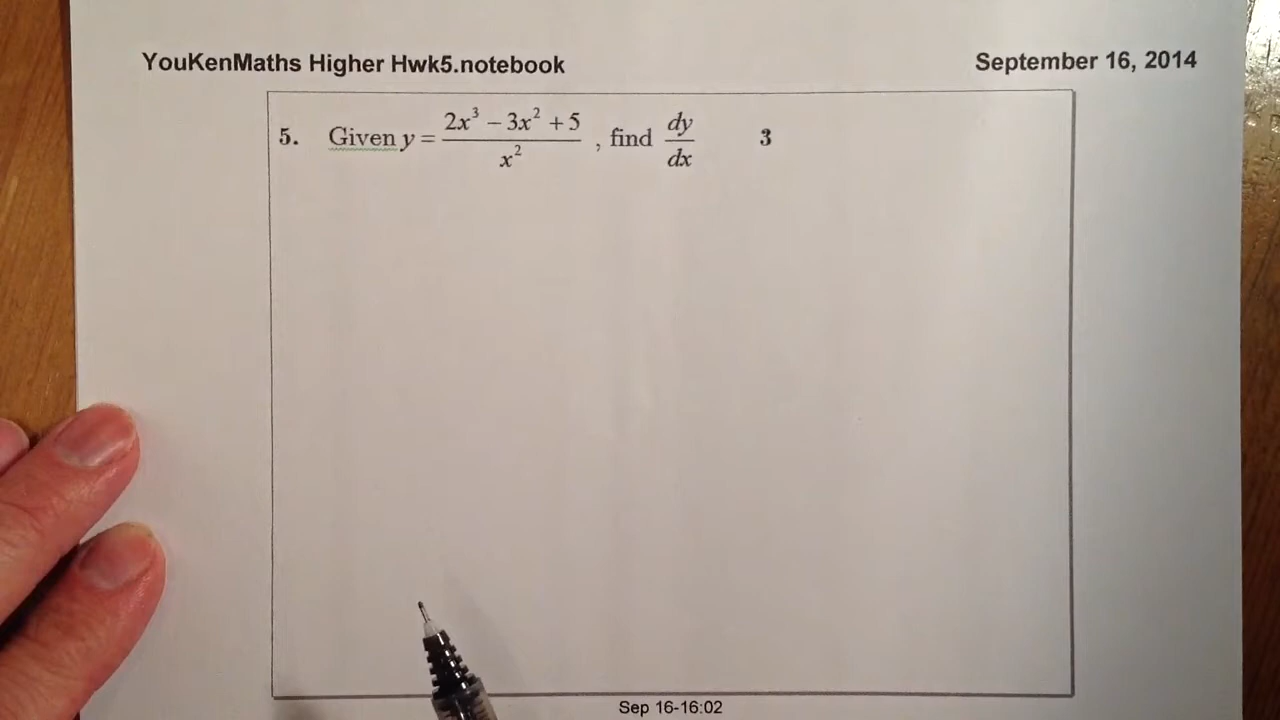 YouKenMaths Higher Hwk5.notebook September 16, 2014
5. Given y = (2x³ − 3x² + 5)/x² , find dy/dx 3
Sep 16-16:02